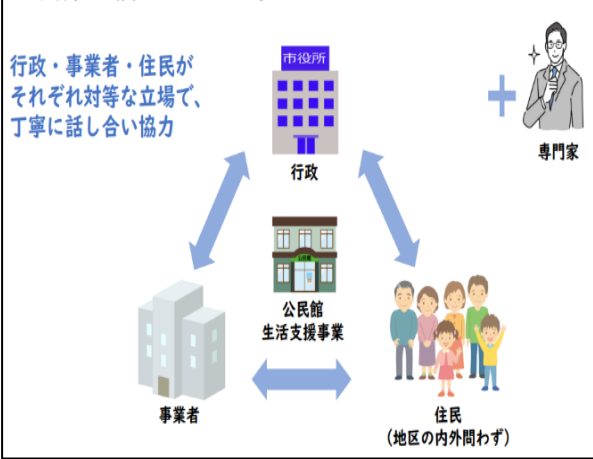 行政・事業者・住民が
それぞれ対等な立場で、
丁寧に話し合い協力
市役所
行政
専門家
公民館
公民館
生活支援事業
事業者
住民
（地区の内外問わず）